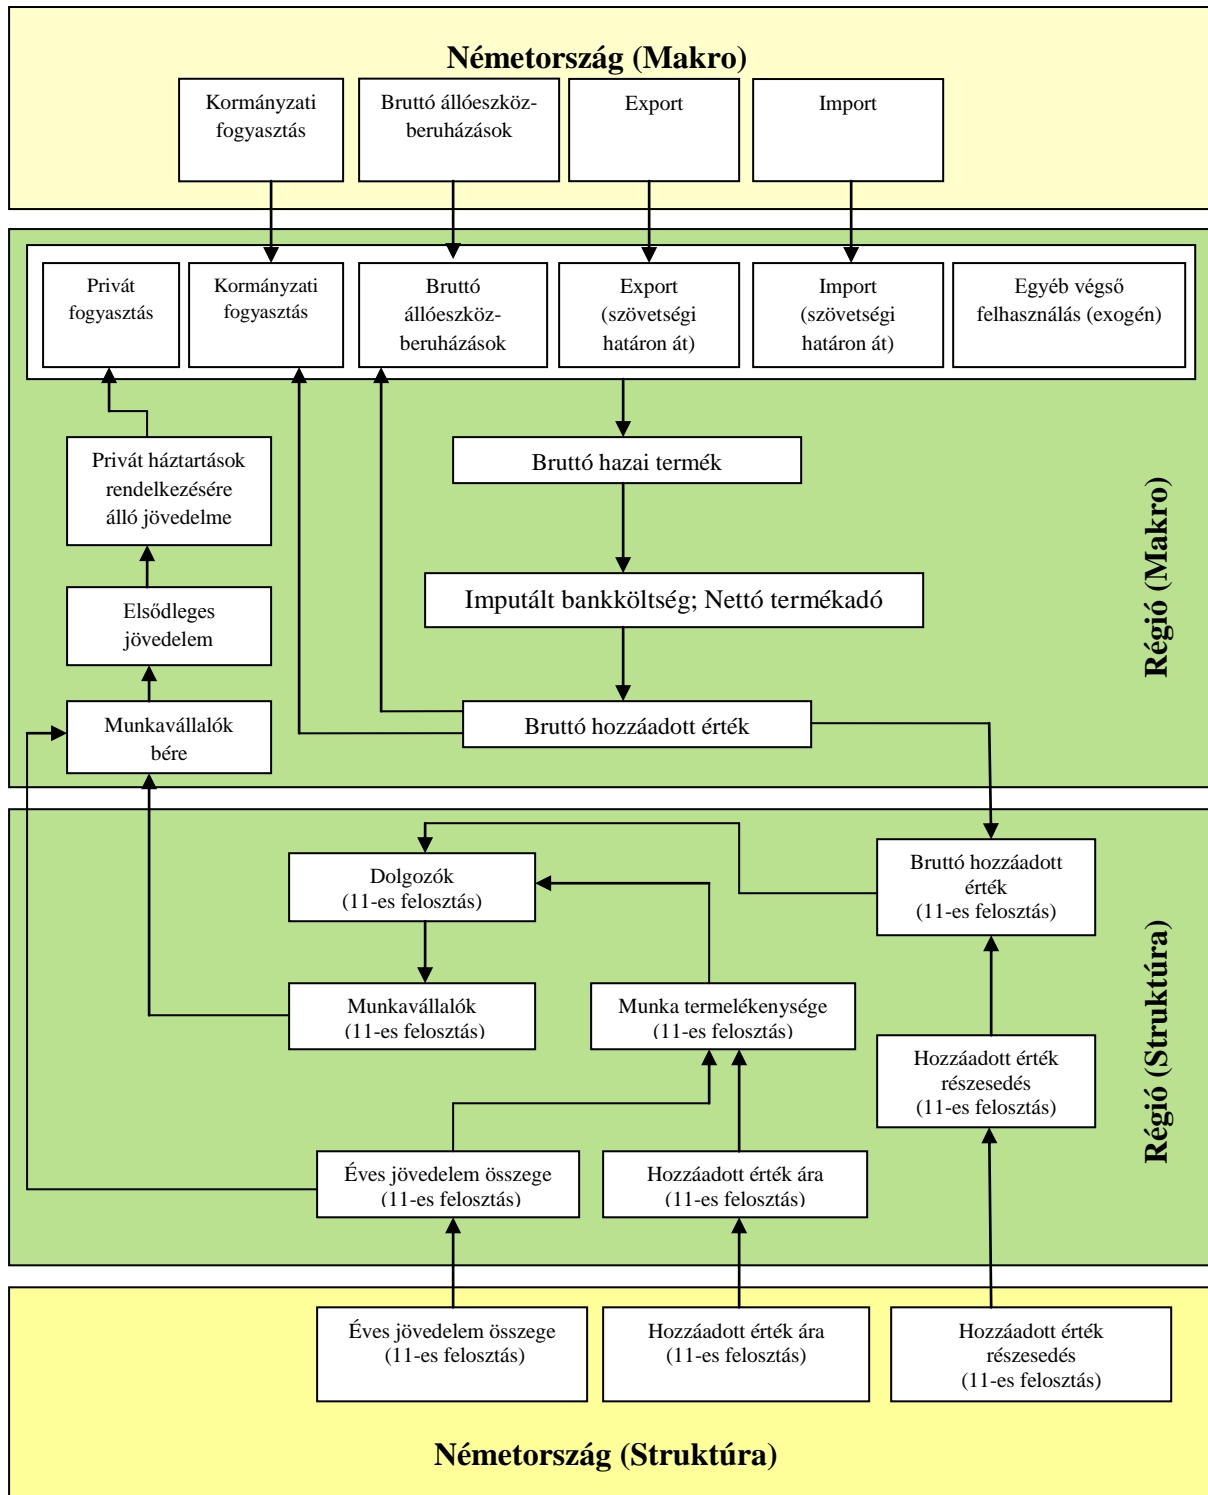 Németország (Makro)
Kormányzati
fogyasztás
Bruttó állóeszköz-
beruházások
Export
Import
Privát
fogyasztás
Kormányzati
fogyasztás
Bruttó
állóeszköz-
beruházások
Export
(szövetségi
határon át)
Import
(szövetségi
határon át)
Egyéb végső
felhasználás (exogén)
Privát háztartások
rendelkezésére
álló jövedelme
Bruttó hazai termék
Elsődleges
jövedelem
Imputált bankköltség; Nettó termékadó
Munkavállalók
bére
Bruttó hozzáadott érték
Régió (Makro)
Dolgozók
(11-es felosztás)
Bruttó hozzáadott
érték
(11-es felosztás)
Munkavállalók
(11-es felosztás)
Munka termelékenysége
(11-es felosztás)
Hozzáadott érték
részesedés
(11-es felosztás)
Éves jövedelem összege
(11-es felosztás)
Hozzáadott érték ára
(11-es felosztás)
Régió (Struktúra)
Éves jövedelem összege
(11-es felosztás)
Hozzáadott érték ára
(11-es felosztás)
Hozzáadott érték
részesedés
(11-es felosztás)
Németország (Struktúra)